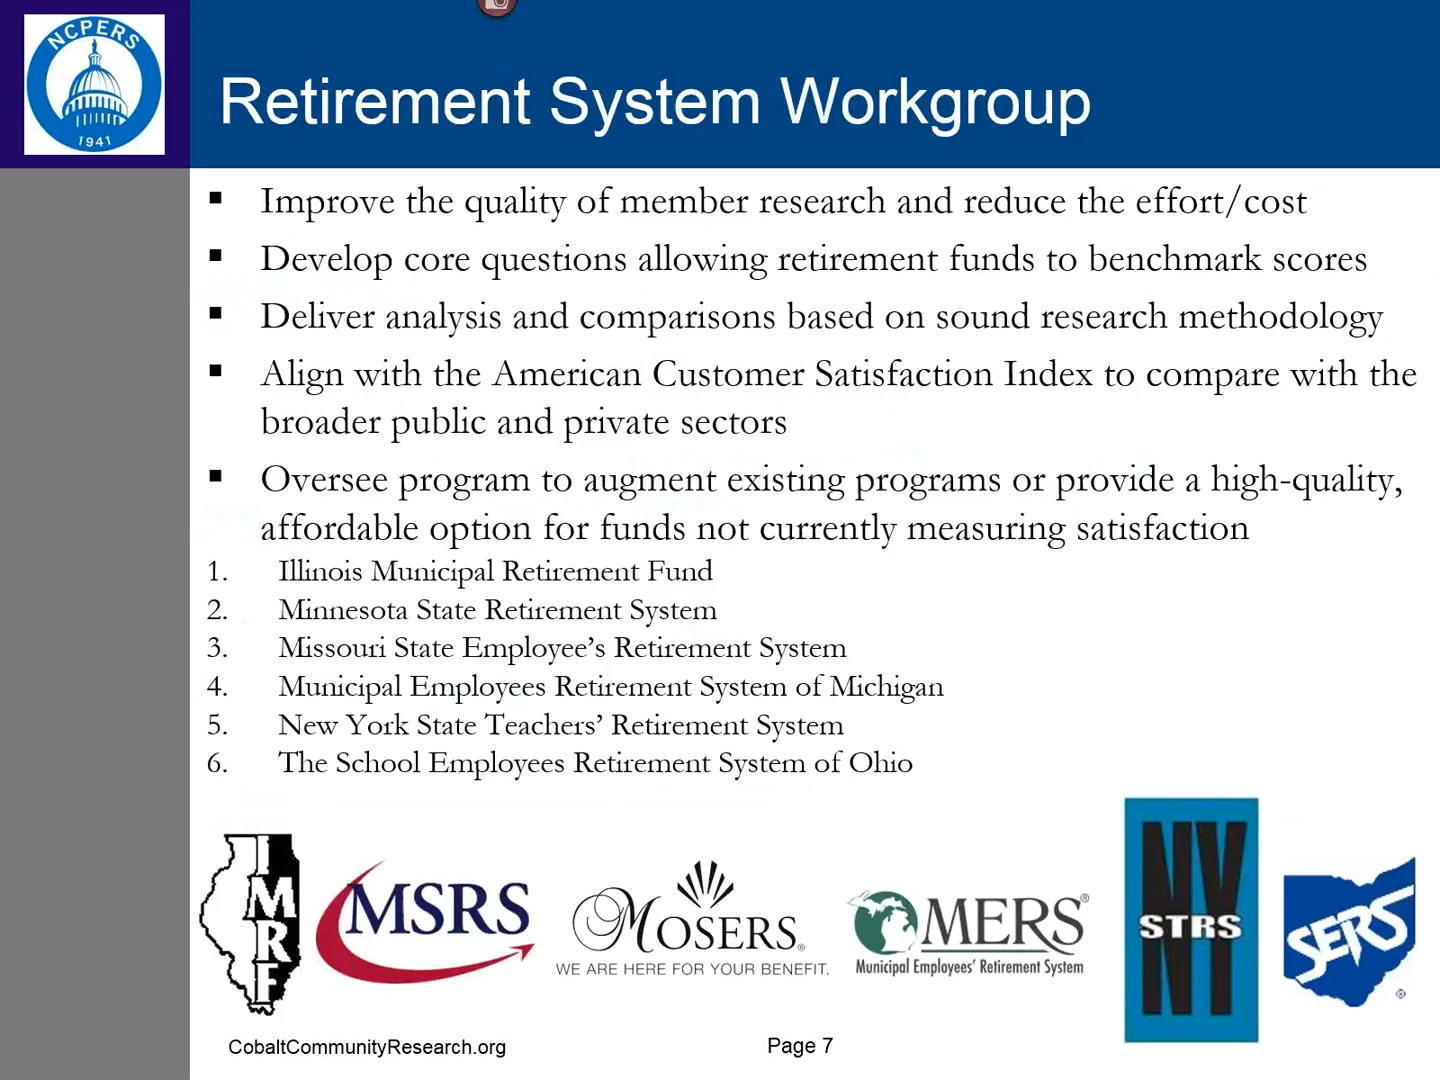 NCPERS
1941
Retirement System Workgroup
▪ Improve the quality of member research and reduce the effort/cost
▪ Develop core questions allowing retirement funds to benchmark scores
▪ Deliver analysis and comparisons based on sound research methodology
▪ Align with the American Customer Satisfaction Index to compare with the
broader public and private sectors
▪ Oversee program to augment existing programs or provide a high-quality,
affordable option for funds not currently measuring satisfaction
1. Illinois Municipal Retirement Fund
2. Minnesota State Retirement System
3. Missouri State Employee’s Retirement System
4. Municipal Employees Retirement System of Michigan
5. New York State Teachers’ Retirement System
6. The School Employees Retirement System of Ohio
IMRF
MSRS
MOSERS®
WE ARE HERE FOR YOUR BENEFIT.
MERS®
Municipal Employees’ Retirement System
NY
STRS
NY
SERS®
CobaltCommunityResearch.org
Page 7